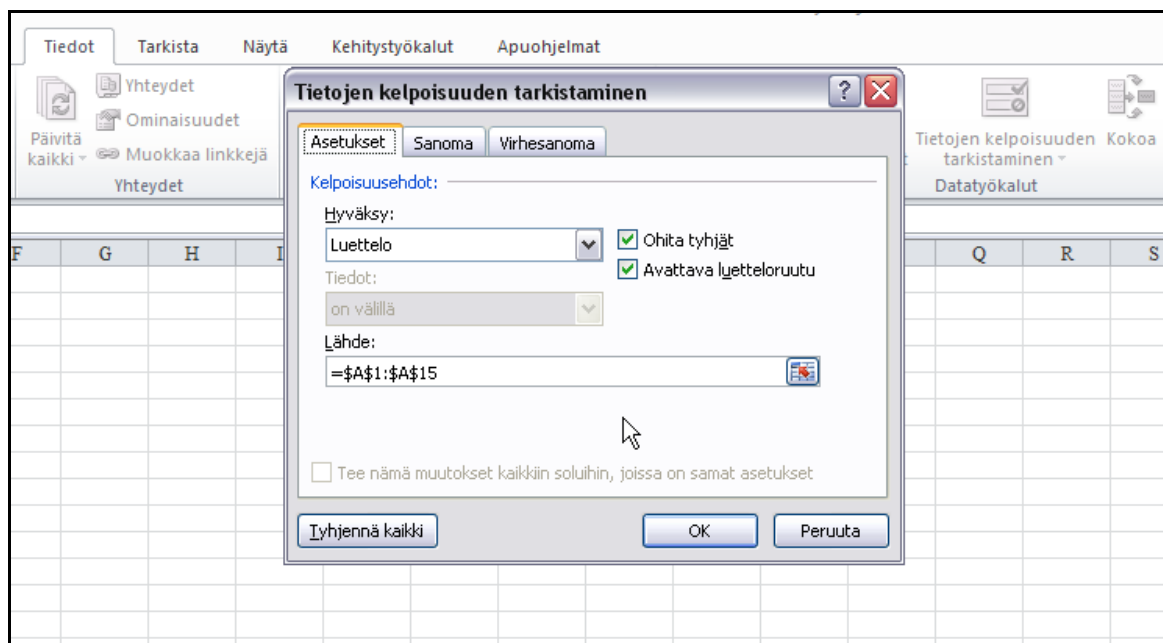 Tiedot Tarkista Näytä Kehitystyökalut Apuohjelmat
Päivitä kaikki
Yhteydet
Ominaisuudet
Muokkaa linkkejä
Yhteydet
Tietojen kelpoisuuden tarkistaminen
Kokoa
Datatyökalut
Tietojen kelpoisuuden tarkistaminen
Asetukset Sanoma Virhesanoma
Kelpoisuusehdot:
Hyväksy:
Luettelo
Ohita tyhjät
Avattava luetteloruutu
Tiedot:
on välillä
Lähde:
=$A$1:$A$15
Tee nämä muutokset kaikkiin soluihin, joissa on samat asetukset
Tyhjennä kaikki OK Peruuta
F G H I Q R S